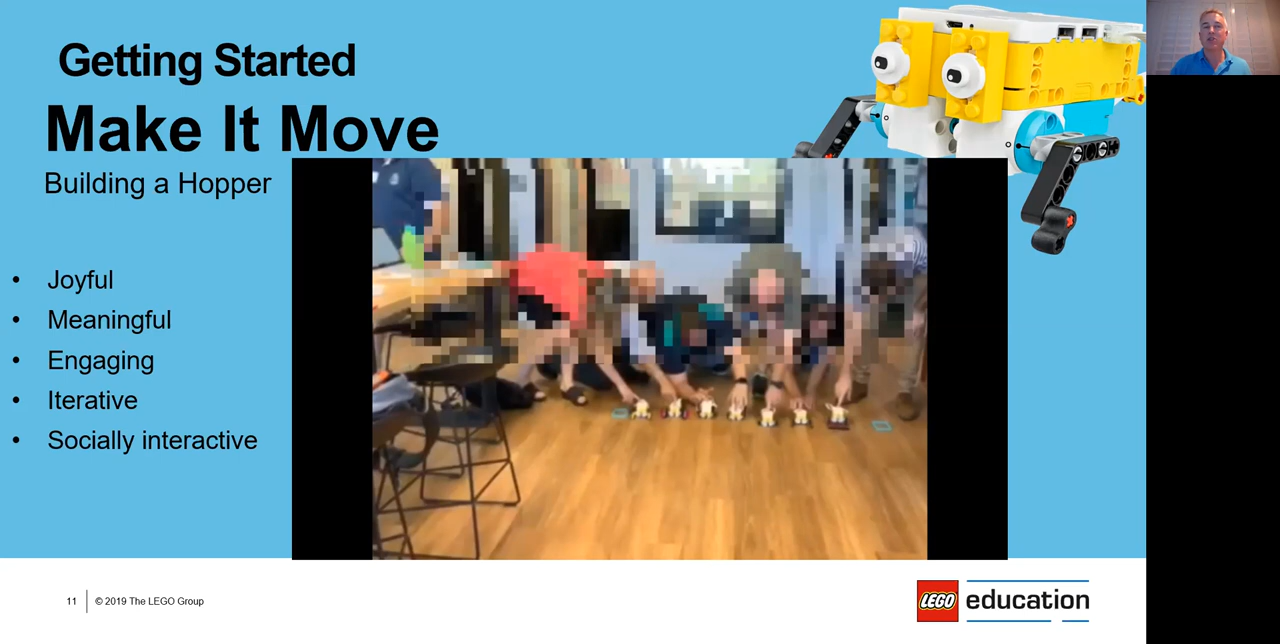 Getting Started
Make It Move
Building a Hopper
• Joyful
• Meaningful
• Engaging
• Iterative
• Socially interactive
11 © 2019 The LEGO Group
LEGO education